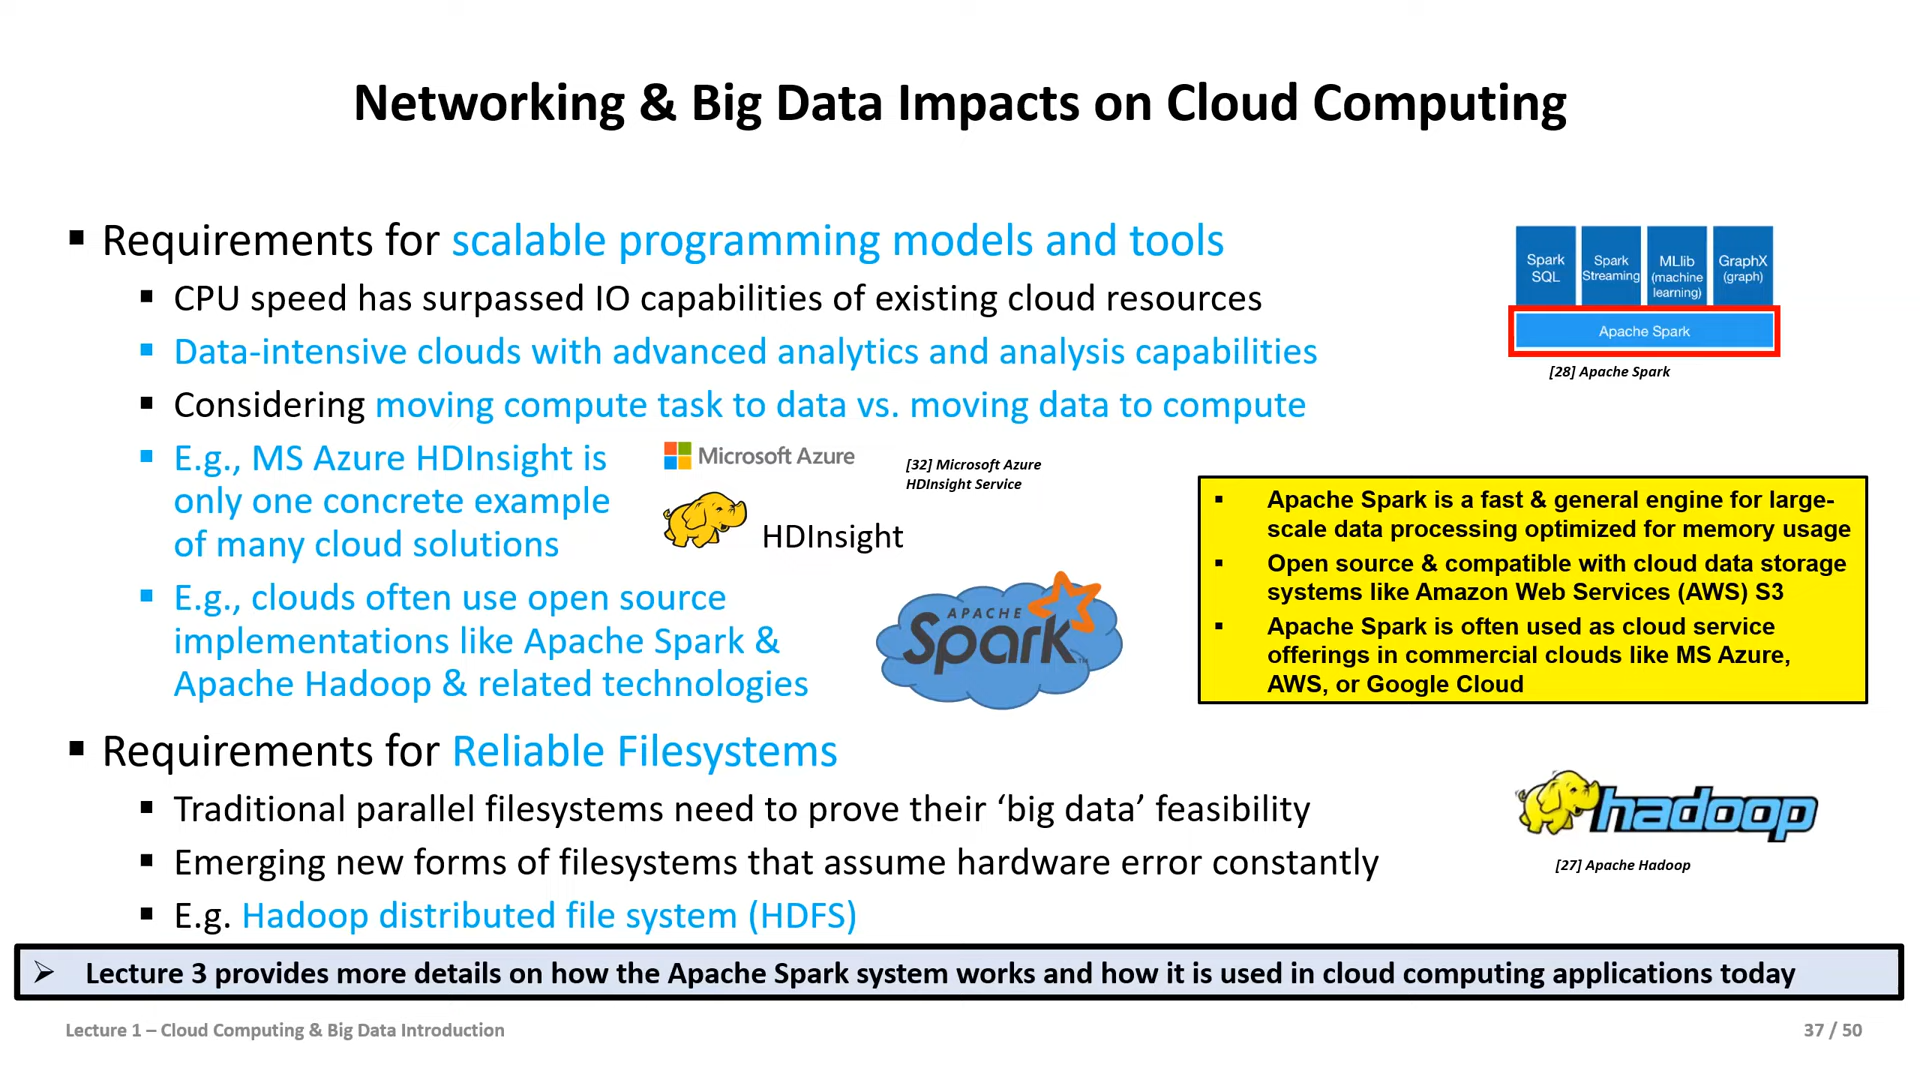 Networking & Big Data Impacts on Cloud Computing
▪ Requirements for scalable programming models and tools
▪ CPU speed has surpassed IO capabilities of existing cloud resources
▪ Data-intensive clouds with advanced analytics and analysis capabilities
▪ Considering moving compute task to data vs. moving data to compute
▪ E.g., MS Azure HDInsight is
only one concrete example
of many cloud solutions
Microsoft Azure
HDInsight
[32] Microsoft Azure
HDInsight Service
▪ E.g., clouds often use open source
implementations like Apache Spark &
Apache Hadoop & related technologies
APACHE
Spark™
Spark
SQL
Spark
Streaming
MLlib
(machine
learning)
GraphX
(graph)
Apache Spark
[28] Apache Spark
▪ Apache Spark is a fast & general engine for large-
scale data processing optimized for memory usage
▪ Open source & compatible with cloud data storage
systems like Amazon Web Services (AWS) S3
▪ Apache Spark is often used as cloud service
offerings in commercial clouds like MS Azure,
AWS, or Google Cloud
▪ Requirements for Reliable Filesystems
▪ Traditional parallel filesystems need to prove their ‘big data’ feasibility
▪ Emerging new forms of filesystems that assume hardware error constantly
▪ E.g. Hadoop distributed file system (HDFS)
hadoop
[27] Apache Hadoop
➢ Lecture 3 provides more details on how the Apache Spark system works and how it is used in cloud computing applications today
Lecture 1 – Cloud Computing & Big Data Introduction
37 / 50